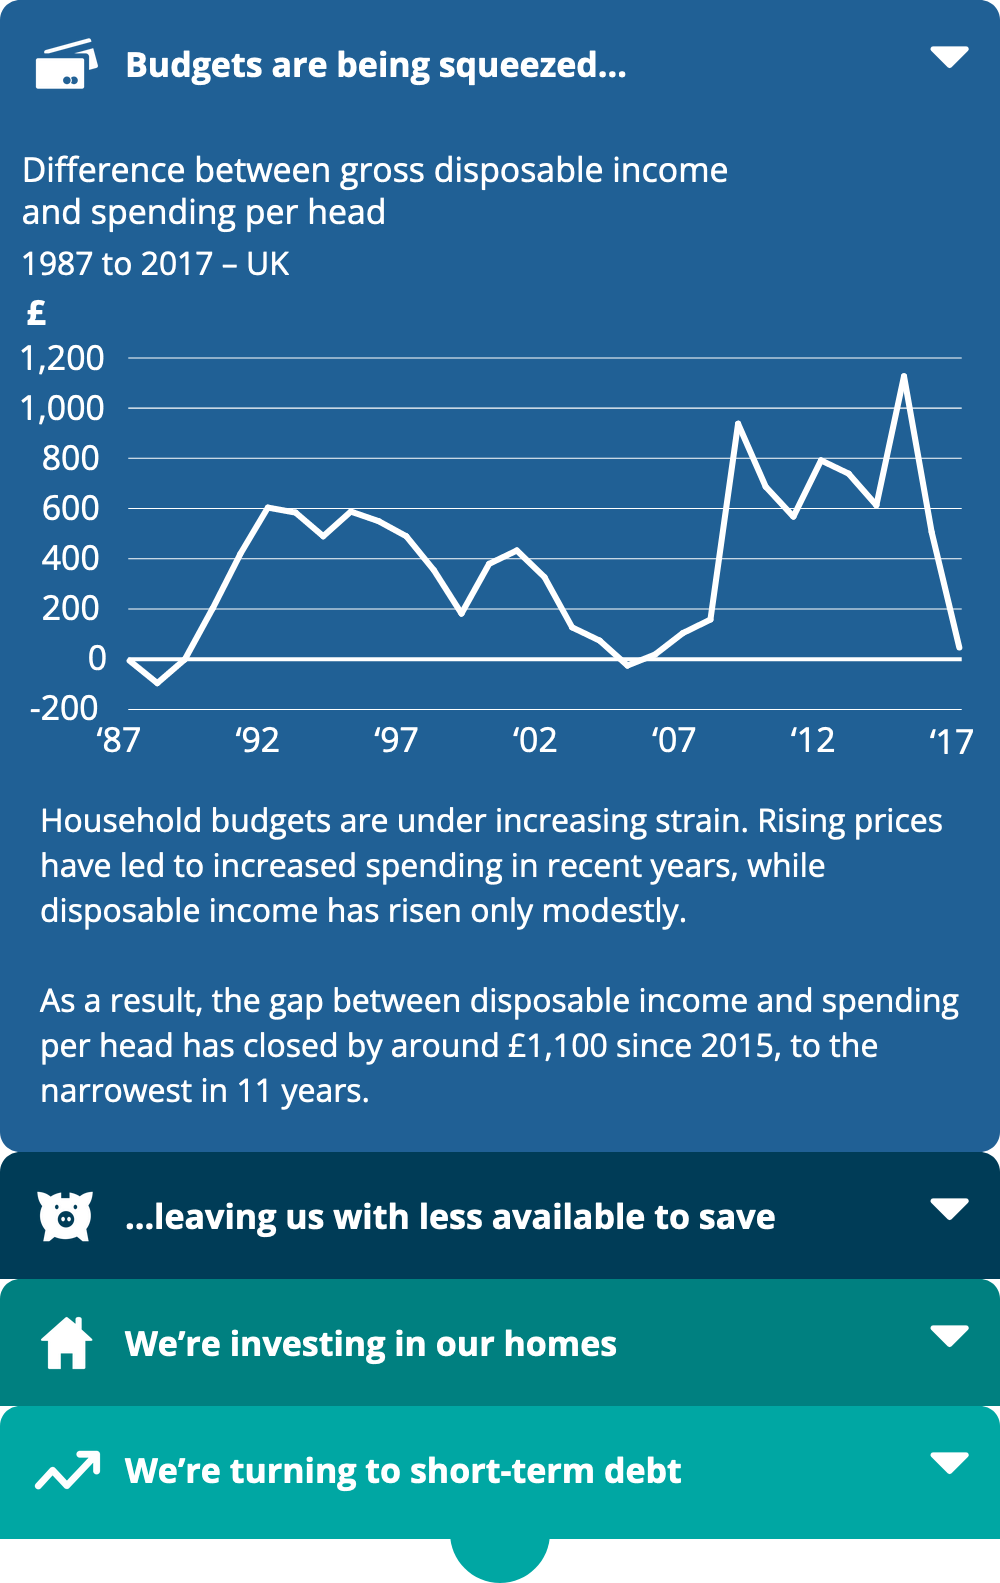 Budgets are being squeezed...
Difference between gross disposable income
and spending per head
1987 to 2017 – UK
£
1,200
1,000
800
600
400
200
0
-200
‘87 ‘92 ‘97 ‘02 ‘07 ‘12 ‘17
Household budgets are under increasing strain. Rising prices
have led to increased spending in recent years, while
disposable income has risen only modestly.
As a result, the gap between disposable income and spending
per head has closed by around £1,100 since 2015, to the
narrowest in 11 years.
...leaving us with less available to save
We’re investing in our homes
We’re turning to short-term debt